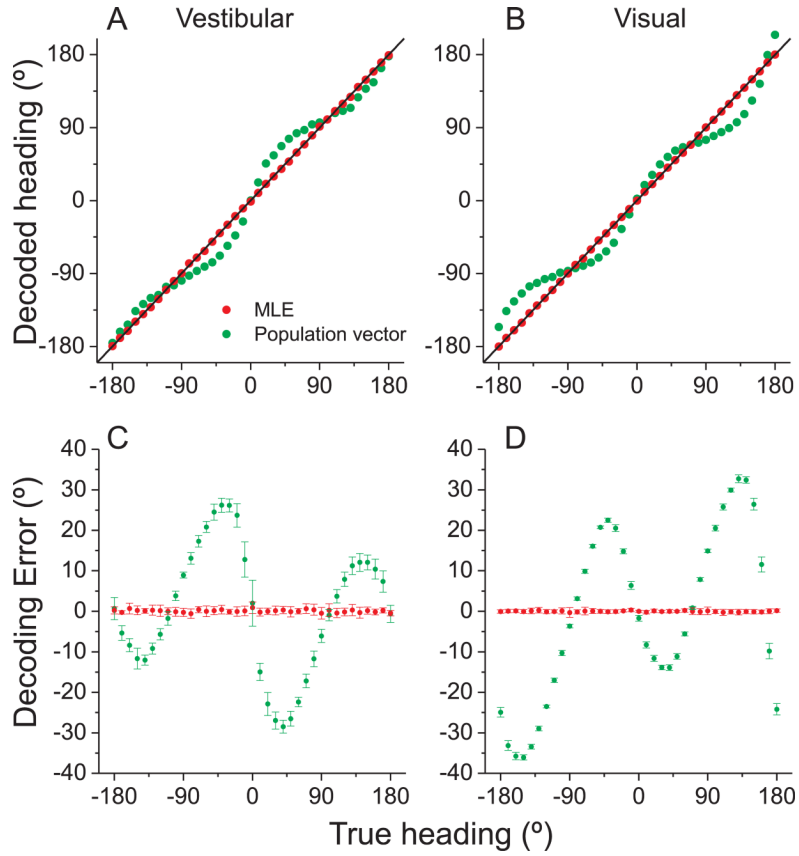 A Vestibular
B Visual
Decoded heading (º)
180
90
0
-90
-180
MLE
Population vector
-180 -90 0 90 180
180
90
0
-90
-180
-180 -90 0 90 180
C
Decoding Error (º)
40
30
20
10
0
-10
-20
-30
-40
-180 -90 0 90 180
D
40
30
20
10
0
-10
-20
-30
-40
-180 -90 0 90 180
True heading (º)